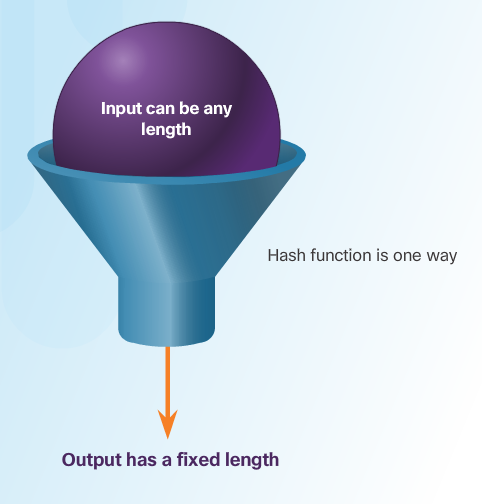 Input can be any
length
Hash function is one way
Output has a fixed length